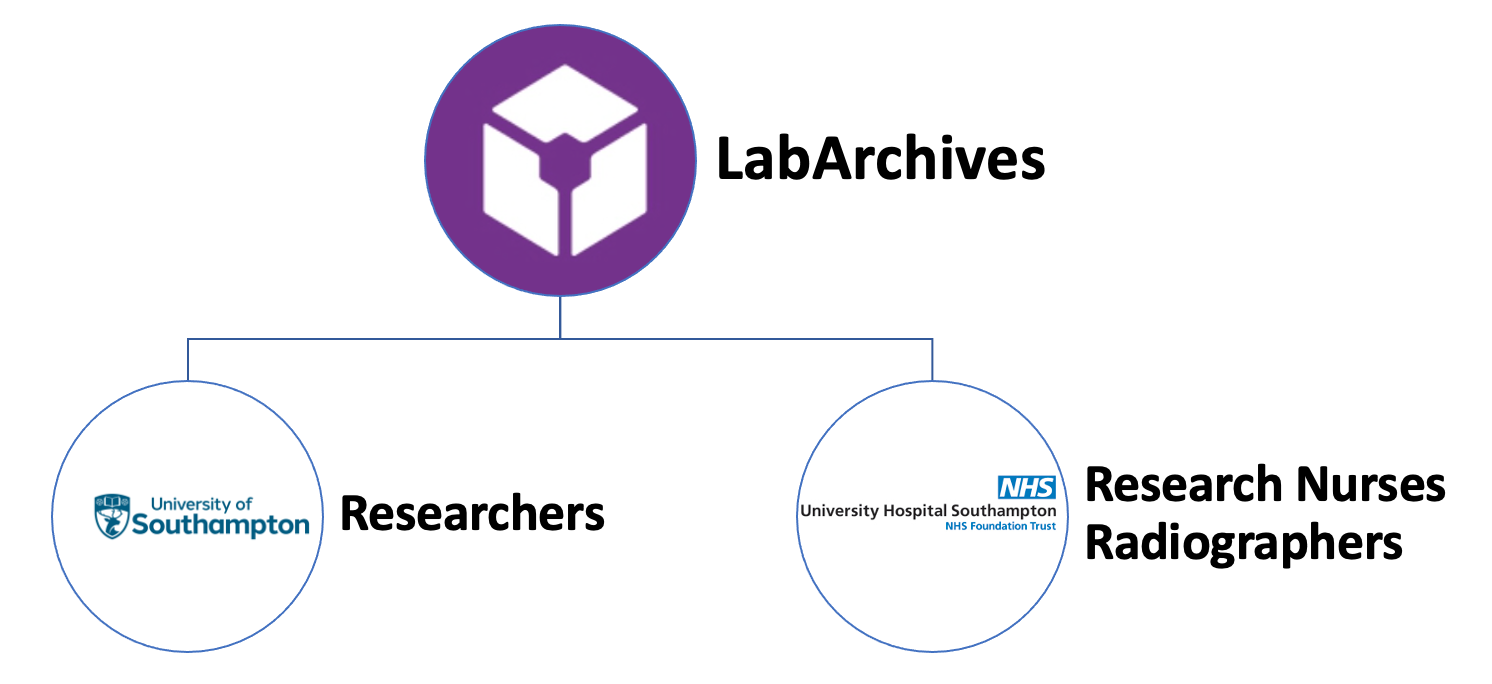 LabArchives
University of
Southampton
Researchers
NHS
University Hospital Southampton
NHS Foundation Trust
Research Nurses
Radiographers